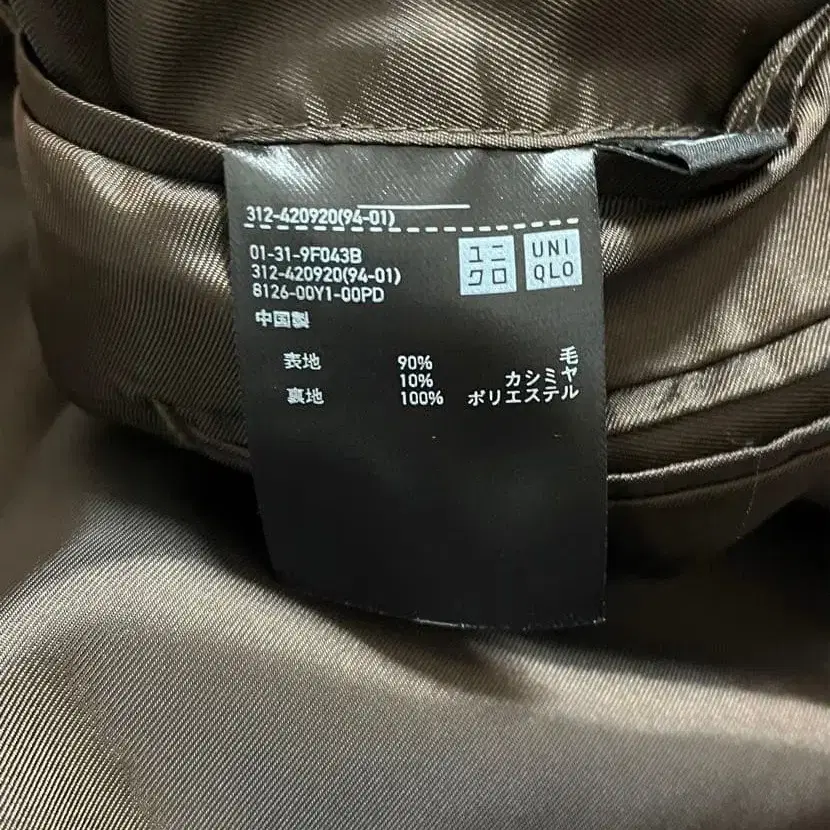 312-420920(94-01)
ユニ
クロ
UNI
QLO
01-31-9F043B
312-420920(94-01)
8126-00Y1-00PD
中国製
表地 90% 毛
10% カシミヤ
裏地 100% ポリエステル